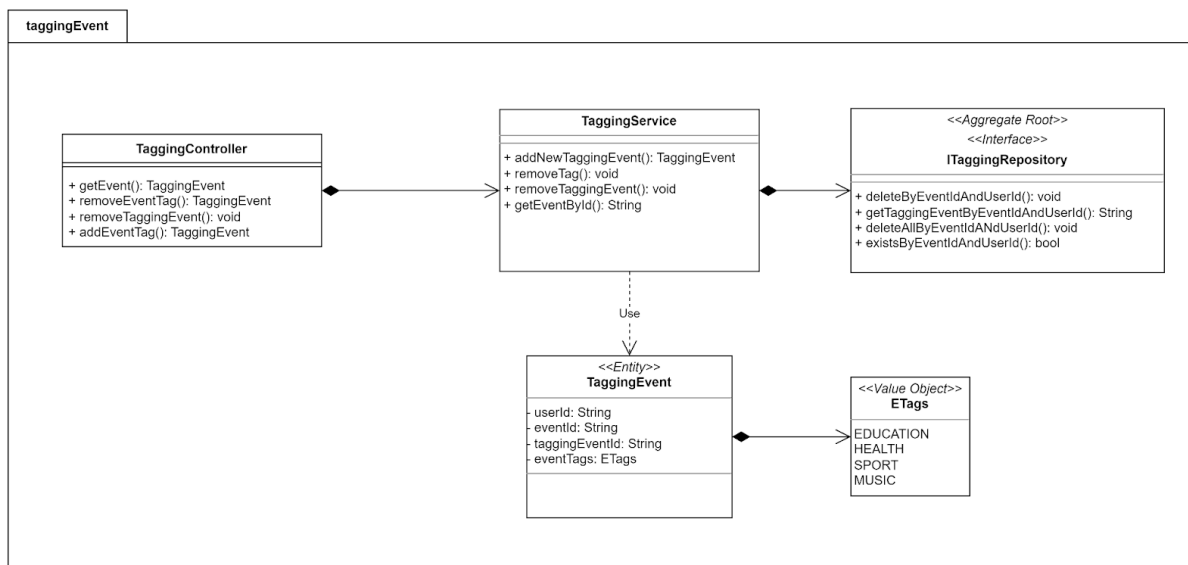 taggingEvent
TaggingController
+ getEvent(): TaggingEvent
+ removeEventTag(): TaggingEvent
+ removeTaggingEvent(): void
+ addEventTag(): TaggingEvent
TaggingService
+ addNewTaggingEvent(): TaggingEvent
+ removeTag(): void
+ removeTaggingEvent(): void
+ getEventById(): String
<<Aggregate Root>>
<<Interface>>
ITaggingRepository
+ deleteByEventIdAndUserId(): void
+ getTaggingEventByEventIdAndUserId(): String
+ deleteAllByEventIdANdUserId(): void
+ existsByEventIdAndUserId(): bool
Use
<<Entity>>
TaggingEvent
- userId: String
- eventId: String
- taggingEventId: String
- eventTags: ETags
<<Value Object>>
ETags
EDUCATION
HEALTH
SPORT
MUSIC